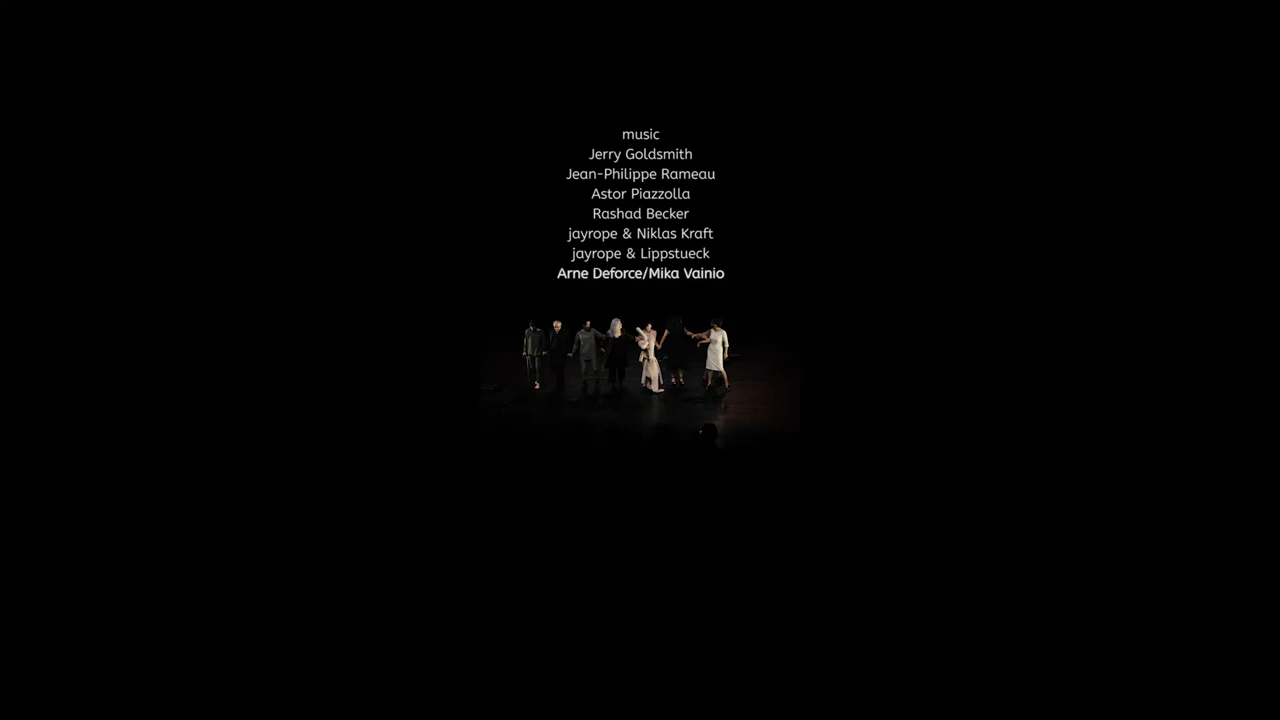 music
Jerry Goldsmith
Jean-Philippe Rameau
Astor Piazzolla
Rashad Becker
jayrope & Niklas Kraft
jayrope & Lippstueck
Arne Deforce/Mika Vainio